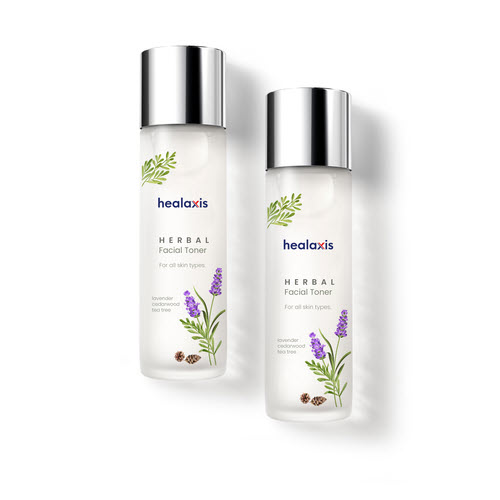 healaxis
HERBAL
Facial Toner
For all skin types.
lavender
cedarwood
tea tree
healaxis
HERBAL
Facial Toner
For all skin types.
lavender
cedarwood
tea tree